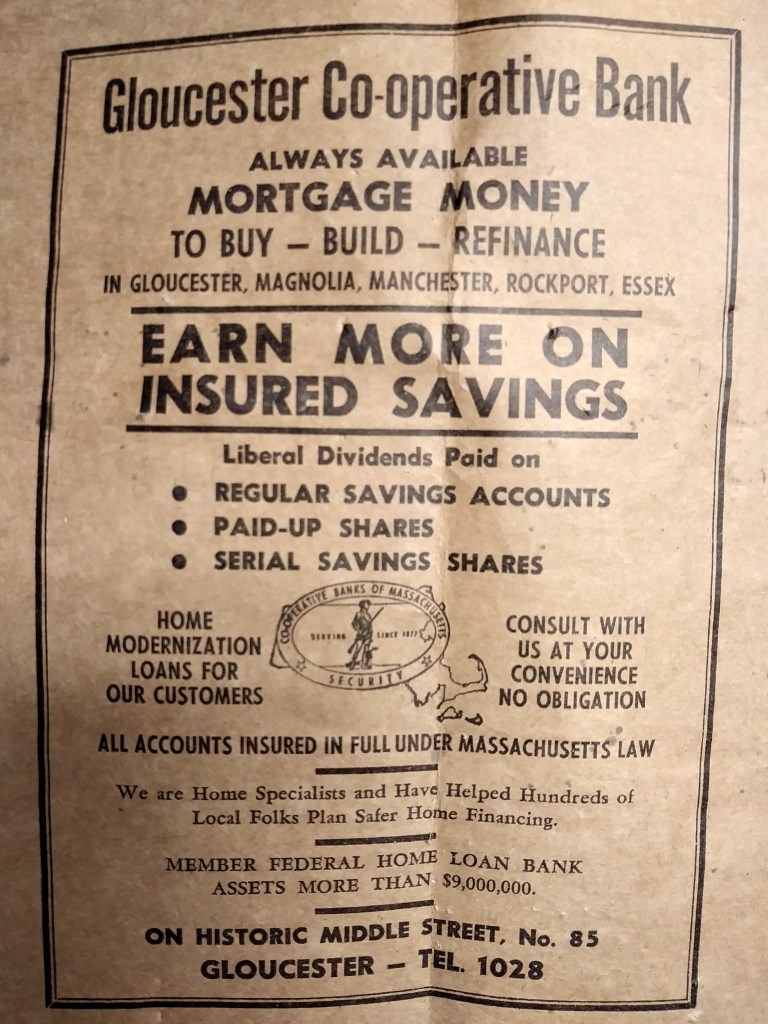 Gloucester Co-operative Bank
ALWAYS AVAILABLE
MORTGAGE MONEY
TO BUY – BUILD – REFINANCE
IN GLOUCESTER, MAGNOLIA, MANCHESTER, ROCKPORT, ESSEX
EARN MORE ON
INSURED SAVINGS
Liberal Dividends Paid on
● REGULAR SAVINGS ACCOUNTS
● PAID-UP SHARES
● SERIAL SAVINGS SHARES
HOME
MODERNIZATION
LOANS FOR
OUR CUSTOMERS
CO-OPERATIVE BANKS OF MASSACHUSETTS
SERVING SINCE 1877
SECURITY
CONSULT WITH
US AT YOUR
CONVENIENCE
NO OBLIGATION
ALL ACCOUNTS INSURED IN FULL UNDER MASSACHUSETTS LAW
We are Home Specialists and Have Helped Hundreds of
Local Folks Plan Safer Home Financing.
MEMBER FEDERAL HOME LOAN BANK
ASSETS MORE THAN $9,000,000.
ON HISTORIC MIDDLE STREET, No. 85
GLOUCESTER – TEL. 1028